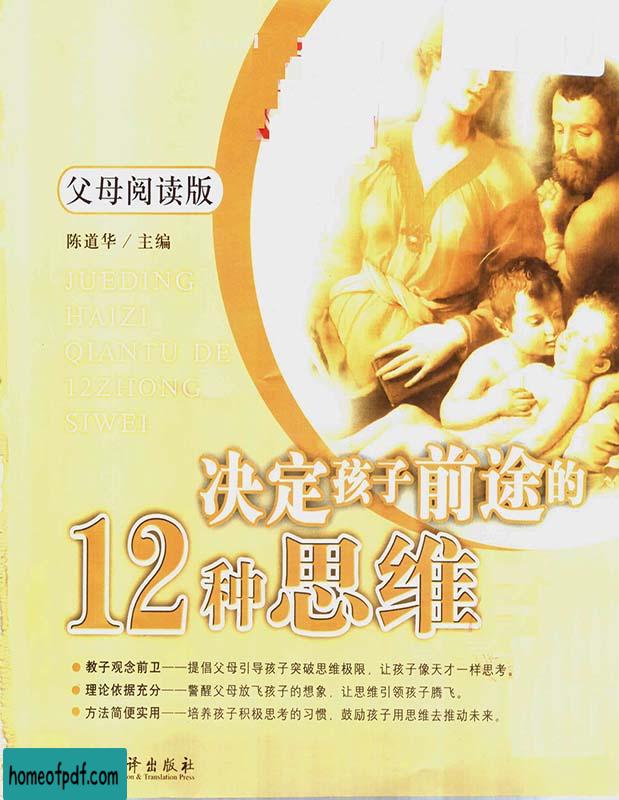 父母阅读版
陈道华/主编
JUEDING
HAIZI
QIANTU DE
12ZHONG
SIWEI
决定孩子前途的
12种思维
● 教子观念前卫——提倡父母引导孩子突破思维极限，让孩子像天才一样思考。
● 理论依据充分——警醒父母放飞孩子的想象，让思维引领孩子腾飞。
● 方法简便实用——培养孩子积极思考的习惯，鼓励孩子用思维去推动未来。
译出版社
& Translation Press
homeofpdf.com